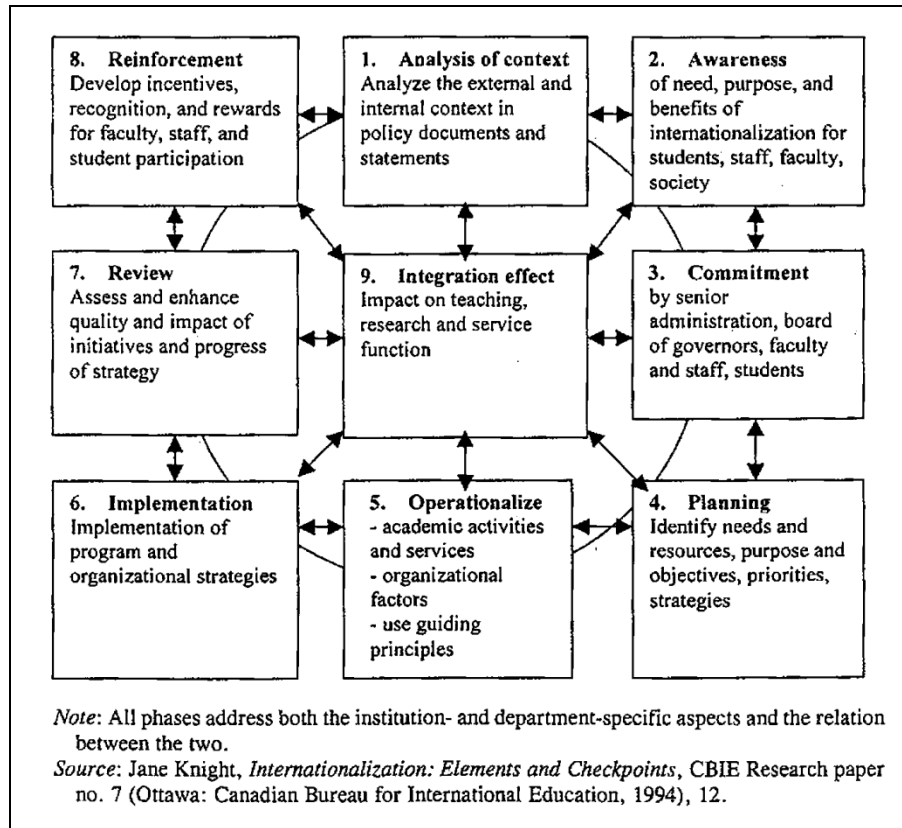 8. Reinforcement
Develop incentives,
recognition, and rewards
for faculty, staff, and
student participation
1. Analysis of context
Analyze the external and
internal context in
policy documents and
statements
2. Awareness
of need, purpose, and
benefits of
internationalization for
students, staff, faculty,
society
7. Review
Assess and enhance
quality and impact of
initiatives and progress
of strategy
9. Integration effect
Impact on teaching,
research and service
function
3. Commitment
by senior
administration, board
of governors, faculty
and staff, students
6. Implementation
Implementation of
program and
organizational strategies
5. Operationalize
- academic activities
and services
- organizational
factors
- use guiding
principles
4. Planning
Identify needs and
resources, purpose and
objectives, priorities,
strategies
Note: All phases address both the institution- and department-specific aspects and the relation
between the two.
Source: Jane Knight, Internationalization: Elements and Checkpoints, CBIE Research paper
no. 7 (Ottawa: Canadian Bureau for International Education, 1994), 12.